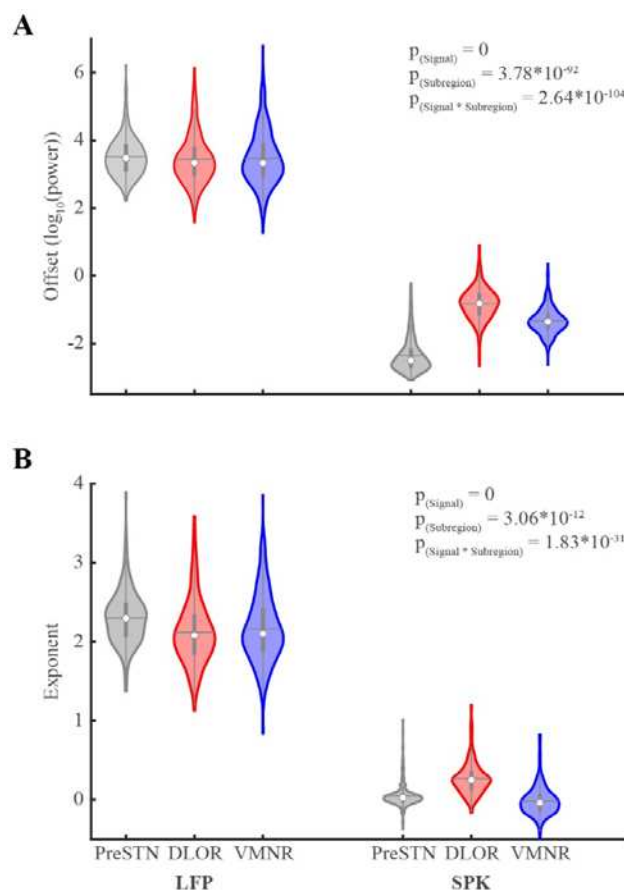 A
p(Signal) = 0
p(Subregion) = 3.78*10-92
p(Signal * Subregion) = 2.64*10-104
6
4
2
0
-2
Offset (log10(power))
B
p(Signal) = 0
p(Subregion) = 3.06*10-12
p(Signal * Subregion) = 1.83*10-31
4
3
2
1
0
Exponent
PreSTN DLOR VMNR PreSTN DLOR VMNR
LFP SPK